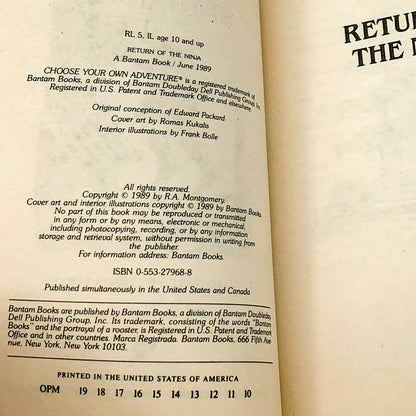 RL 5, IL age 10 and up
RETURN OF THE NINJA
A Bantam Book / June 1989
CHOOSE YOUR OWN ADVENTURE® is a registered trademark of
Bantam Books, a division of Bantam Doubleday Dell Publishing Group, Inc.
Registered in U.S. Patent and Trademark Office and elsewhere.
Original conception of Edward Packard
Cover art by Romas Kukalis
Interior illustrations by Frank Bolle
All rights reserved.
Copyright © 1989 by R.A. Montgomery.
Cover art and interior illustrations copyright © 1989 by Bantam Books.
No part of this book may be reproduced or transmitted
in any form or by any means, electronic or mechanical,
including photocopying, recording, or by any information
storage and retrieval system, without permission in writing from
the publisher.
For information address: Bantam Books.
ISBN 0-553-27968-8
Published simultaneously in the United States and Canada
Bantam Books are published by Bantam Books, a division of Bantam Doubleday
Dell Publishing Group, Inc. Its trademark, consisting of the words "Bantam
Books" and the portrayal of a rooster, is Registered in U.S. Patent and Trademark
Office and in other countries. Marca Registrada. Bantam Books, 666 Fifth Ave-
nue, New York, New York 10103.
PRINTED IN THE UNITED STATES OF AMERICA
OPM 19 18 17 16 15 14 13 12 11 10
RETU
THE N